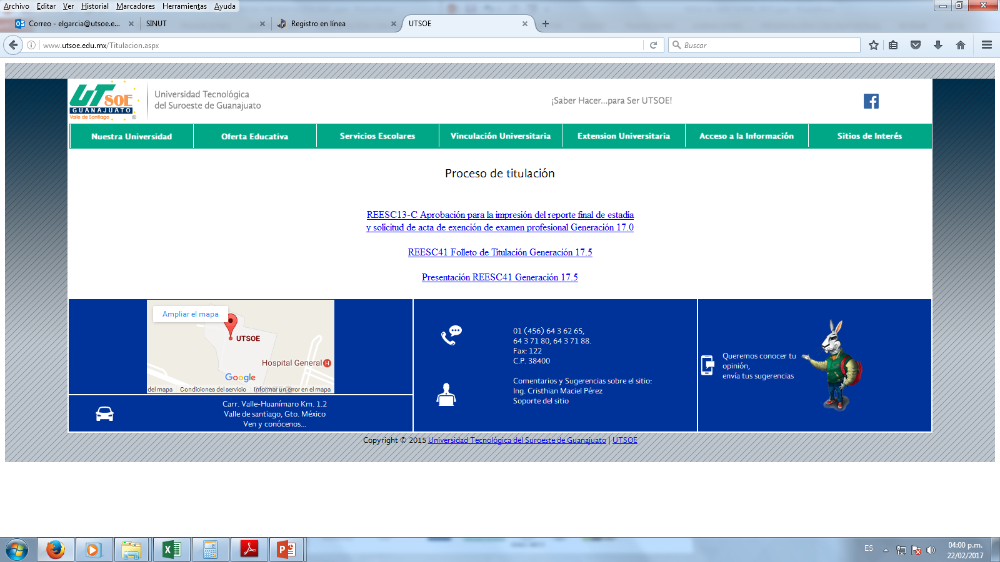 Archivo Editar Ver Historial Marcadores Herramientas Ayuda
Correo - elgarcia@utsoe.e...
SINUT
Registro en línea
UTSOE
www.utsoe.edu.mx/Titulacion.aspx
Buscar
UTSOE
GUANAJUATO
Valle de Santiago ®
Universidad Tecnológica
del Suroeste de Guanajuato
¡Saber Hacer...para Ser UTSOE!
Nuestra Universidad
Oferta Educativa
Servicios Escolares
Vinculación Universitaria
Extension Universitaria
Acceso a la Información
Sitios de Interés
Proceso de titulación
REESC13-C Aprobación para la impresión del reporte final de estadía
y solicitud de acta de exención de examen profesional Generación 17.0
REESC41 Folleto de Titulación Generación 17.5
Presentación REESC41 Generación 17.5
Ampliar el mapa
UTSOE
Hospital General H
Google
del mapa
Condiciones del servicio
Informar un error en el mapa
Carr. Valle-Huanímaro Km. 1.2
Valle de santiago, Gto. México
Ven y conócenos...
01 (456) 64 3 62 65,
64 3 71 80, 64 3 71 88.
Fax: 122
C.P. 38400
Comentarios y Sugerencias sobre el sitio:
Ing. Cristhian Maciel Pérez
Soporte del sitio
Queremos conocer tu
opinión,
envía tus sugerencias
Copyright © 2015 Universidad Tecnológica del Suroeste de Guanajuato | UTSOE
ES
04:00 p.m.
22/02/2017